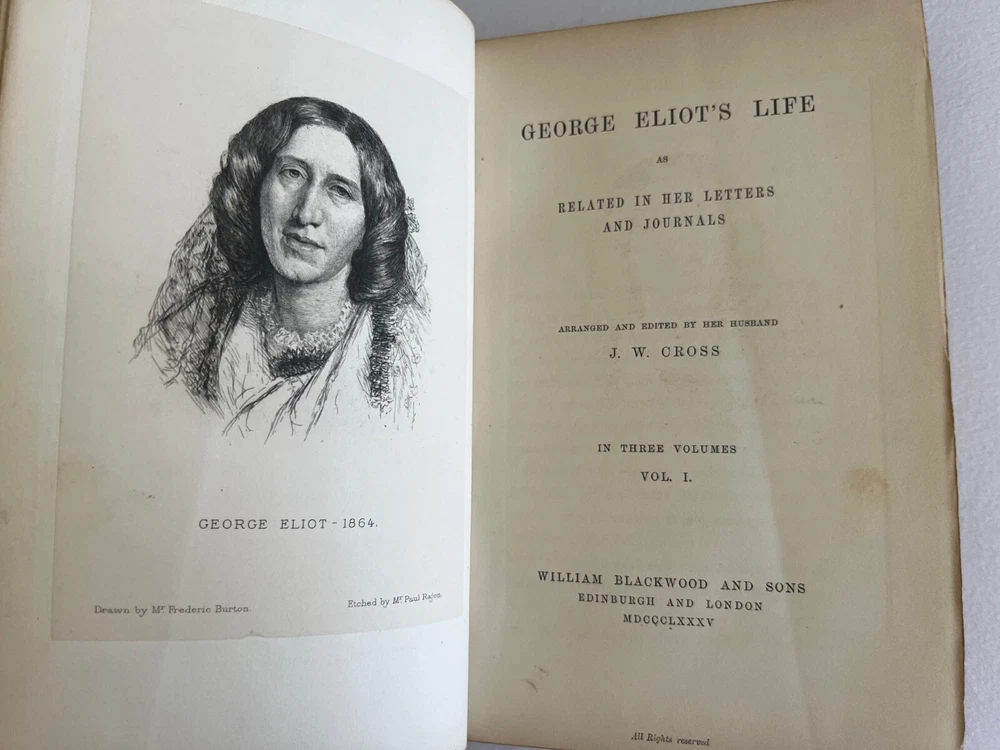 GEORGE ELIOT - 1864.
Drawn by Mr. Frederic Burton.
Etched by Mr. Paul Rajon.
GEORGE ELIOT'S LIFE
AS
RELATED IN HER LETTERS
AND JOURNALS
ARRANGED AND EDITED BY HER HUSBAND
J. W. CROSS
IN THREE VOLUMES
VOL. I.
WILLIAM BLACKWOOD AND SONS
EDINBURGH AND LONDON
MDCCCLXXXV
All Rights reserved